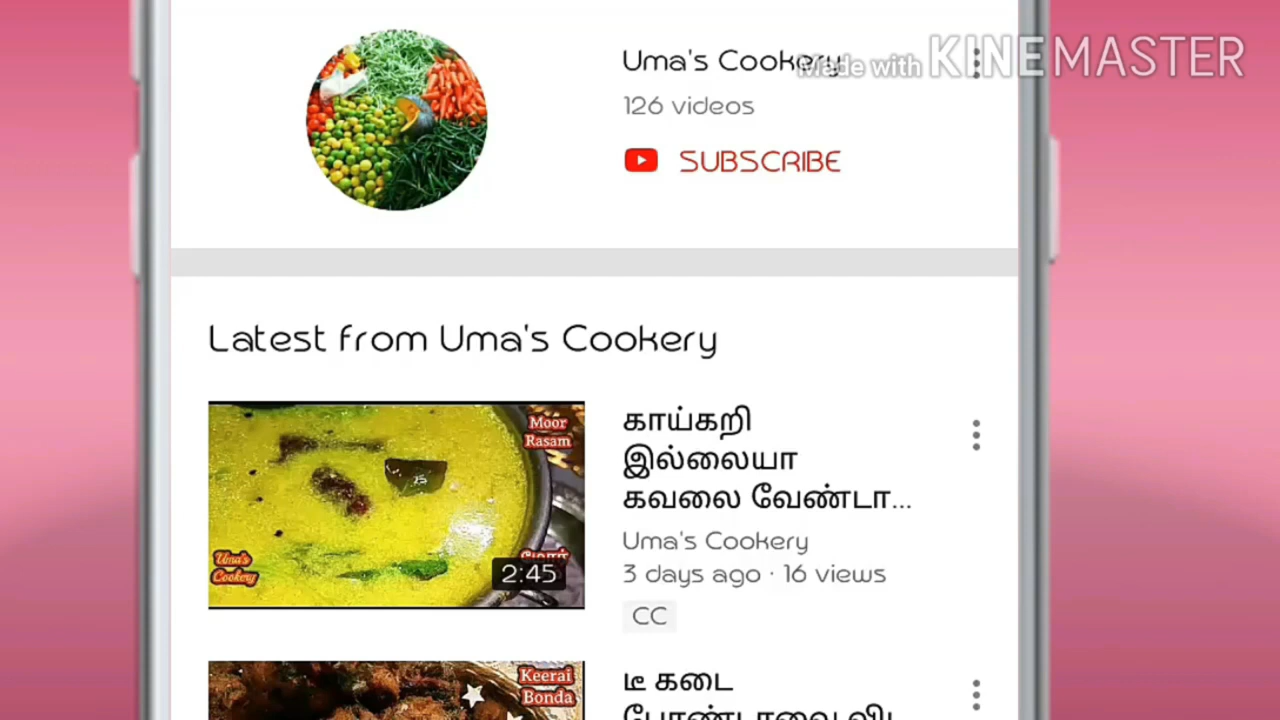 Uma's Cookery
Made with KINEMASTER
126 videos
SUBSCRIBE
Latest from Uma's Cookery
Moor
Rasam
Uma's
Cookery
மோர்
2:45
காய்கறி
இல்லையா
கவலை வேண்டா...
Uma's Cookery
3 days ago · 16 views
CC
Keerai
Bonda
டீ கடை